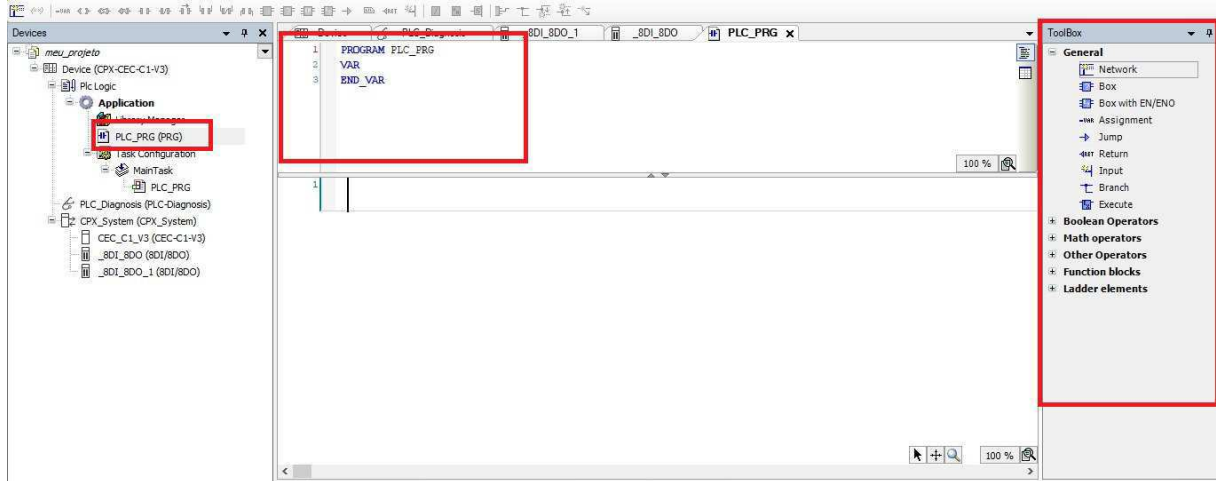 Devices
meu_projeto
Device (CPX-CEC-C1-V3)
Plc Logic
Application
Library Manager
PLC_PRG (PRG)
Task Configuration
MainTask
PLC_PRG
PLC_Diagnosis (PLC-Diagnosis)
CPX_System (CPX_System)
CEC_C1_V3 (CEC-C1-V3)
_8DI_8DO (8DI/8DO)
_8DI_8DO_1 (8DI/8DO)
Device PLC_Diagnosis _8DI_8DO_1 _8DI_8DO PLC_PRG
1 PROGRAM PLC_PRG
2 VAR
3 END_VAR
100 %
1
100 %
ToolBox
General
Network
Box
Box with EN/ENO
Assignment
Jump
Return
Input
Branch
Execute
Boolean Operators
Math operators
Other Operators
Function blocks
Ladder elements